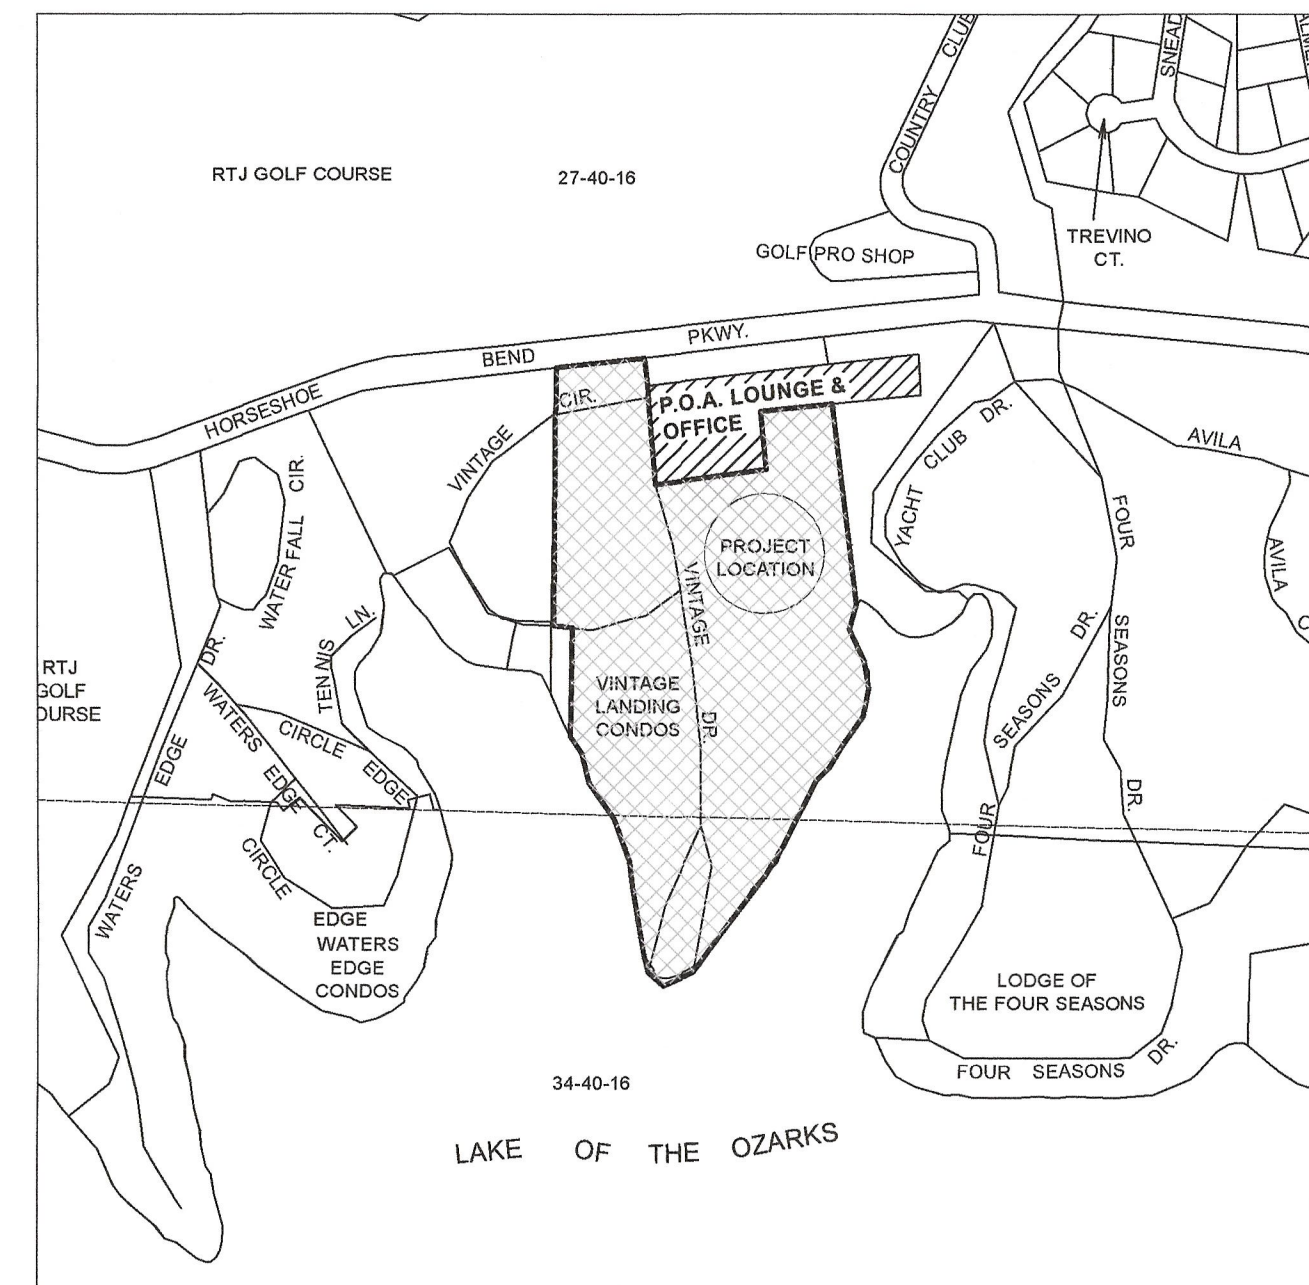 COUNTRY CLUB
SNEAD
RTJ GOLF COURSE
27-40-16
TREVINO
CT.
GOLF PRO SHOP
HORSESHOE BEND PKWY.
P.O.A. LOUNGE &
OFFICE
VINTAGE CIR.
YACHT CLUB DR.
AVILA
AVILA
WATERFALL CIR.
PROJECT
LOCATION
VINTAGE DR.
FOUR SEASONS DR.
FOUR SEASONS DR.
TENNIS LN.
RTJ
GOLF
OURSE
VINTAGE
LANDING
CONDOS
WATERS EDGE DR.
WATERS EDGE CT.
CIRCLE EDGE
CIRCLE
EDGE
WATERS
EDGE
CONDOS
LODGE OF
THE FOUR SEASONS
FOUR SEASONS DR.
34-40-16
LAKE OF THE OZARKS